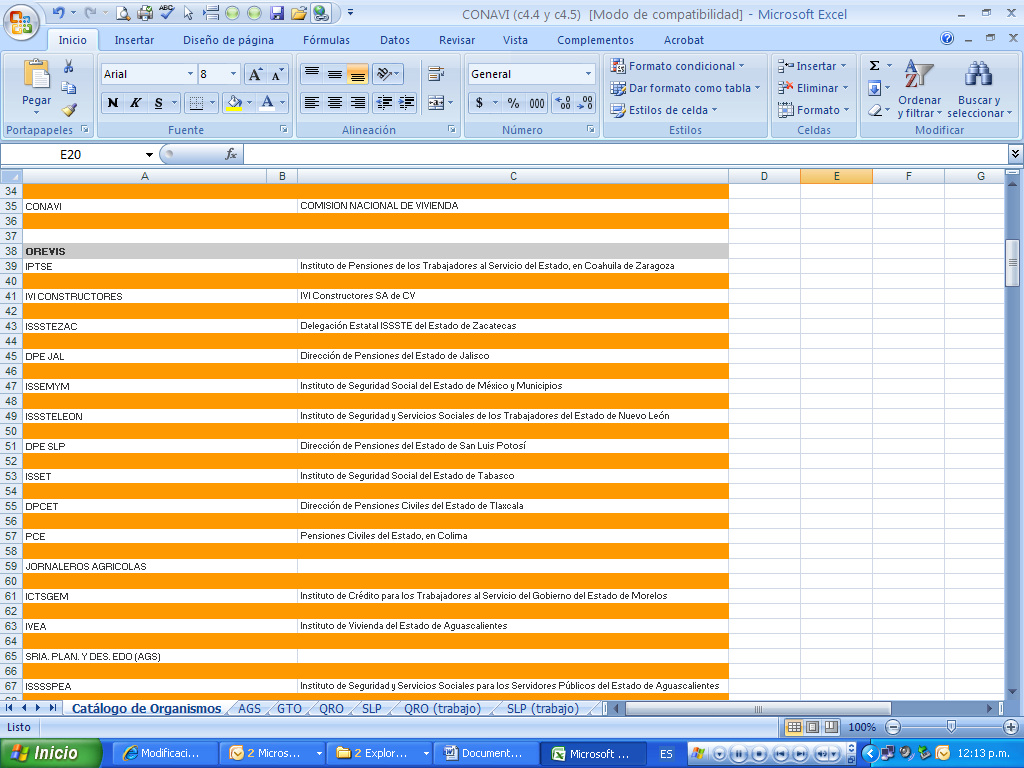 CONAVI (c4.4 y c4.5) [Modo de compatibilidad] - Microsoft Excel
Inicio Insertar Diseño de página Fórmulas Datos Revisar Vista Complementos Acrobat
Pegar
Portapapeles
Arial 8
N K S
Fuente
Alineación
General
$ % 000
Número
Formato condicional
Dar formato como tabla
Estilos de celda
Estilos
Insertar
Eliminar
Formato
Celdas
Σ
Ordenar y filtrar
Buscar y seleccionar
Modificar
E20 fx
A B C D E F G
34
35 CONAVI COMISION NACIONAL DE VIVIENDA
36
37
38 OREVIS
39 IPTSE Instituto de Pensiones de los Trabajadores al Servicio del Estado, en Coahuila de Zaragoza
40
41 IVI CONSTRUCTORES IVI Constructores SA de CV
42
43 ISSSTEZAC Delegación Estatal ISSSTE del Estado de Zacatecas
44
45 DPE JAL Dirección de Pensiones del Estado de Jalisco
46
47 ISSEMYM Instituto de Seguridad Social del Estado de México y Municipios
48
49 ISSSTELEON Instituto de Seguridad y Servicios Sociales de los Trabajadores del Estado de Nuevo León
50
51 DPE SLP Dirección de Pensiones del Estado de San Luis Potosí
52
53 ISSET Instituto de Seguridad Social del Estado de Tabasco
54
55 DPCET Dirección de Pensiones Civiles del Estado de Tlaxcala
56
57 PCE Pensiones Civiles del Estado, en Colima
58
59 JORNALEROS AGRICOLAS
60
61 ICTSGEM Instituto de Crédito para los Trabajadores al Servicio del Gobierno del Estado de Morelos
62
63 IVEA Instituto de Vivienda del Estado de Aguascalientes
64
65 SRIA. PLAN. Y DES. EDO (AGS)
66
67 ISSSSPEA Instituto de Seguridad y Servicios Sociales para los Servidores Públicos del Estado de Aguascalientes
Catálogo de Organismos AGS GTO QRO SLP QRO (trabajo) SLP (trabajo)
Listo 100%
Inicio Modificaci... 2 Micros... 2 Explor... Document... Microsoft ... ES 12:13 p.m.